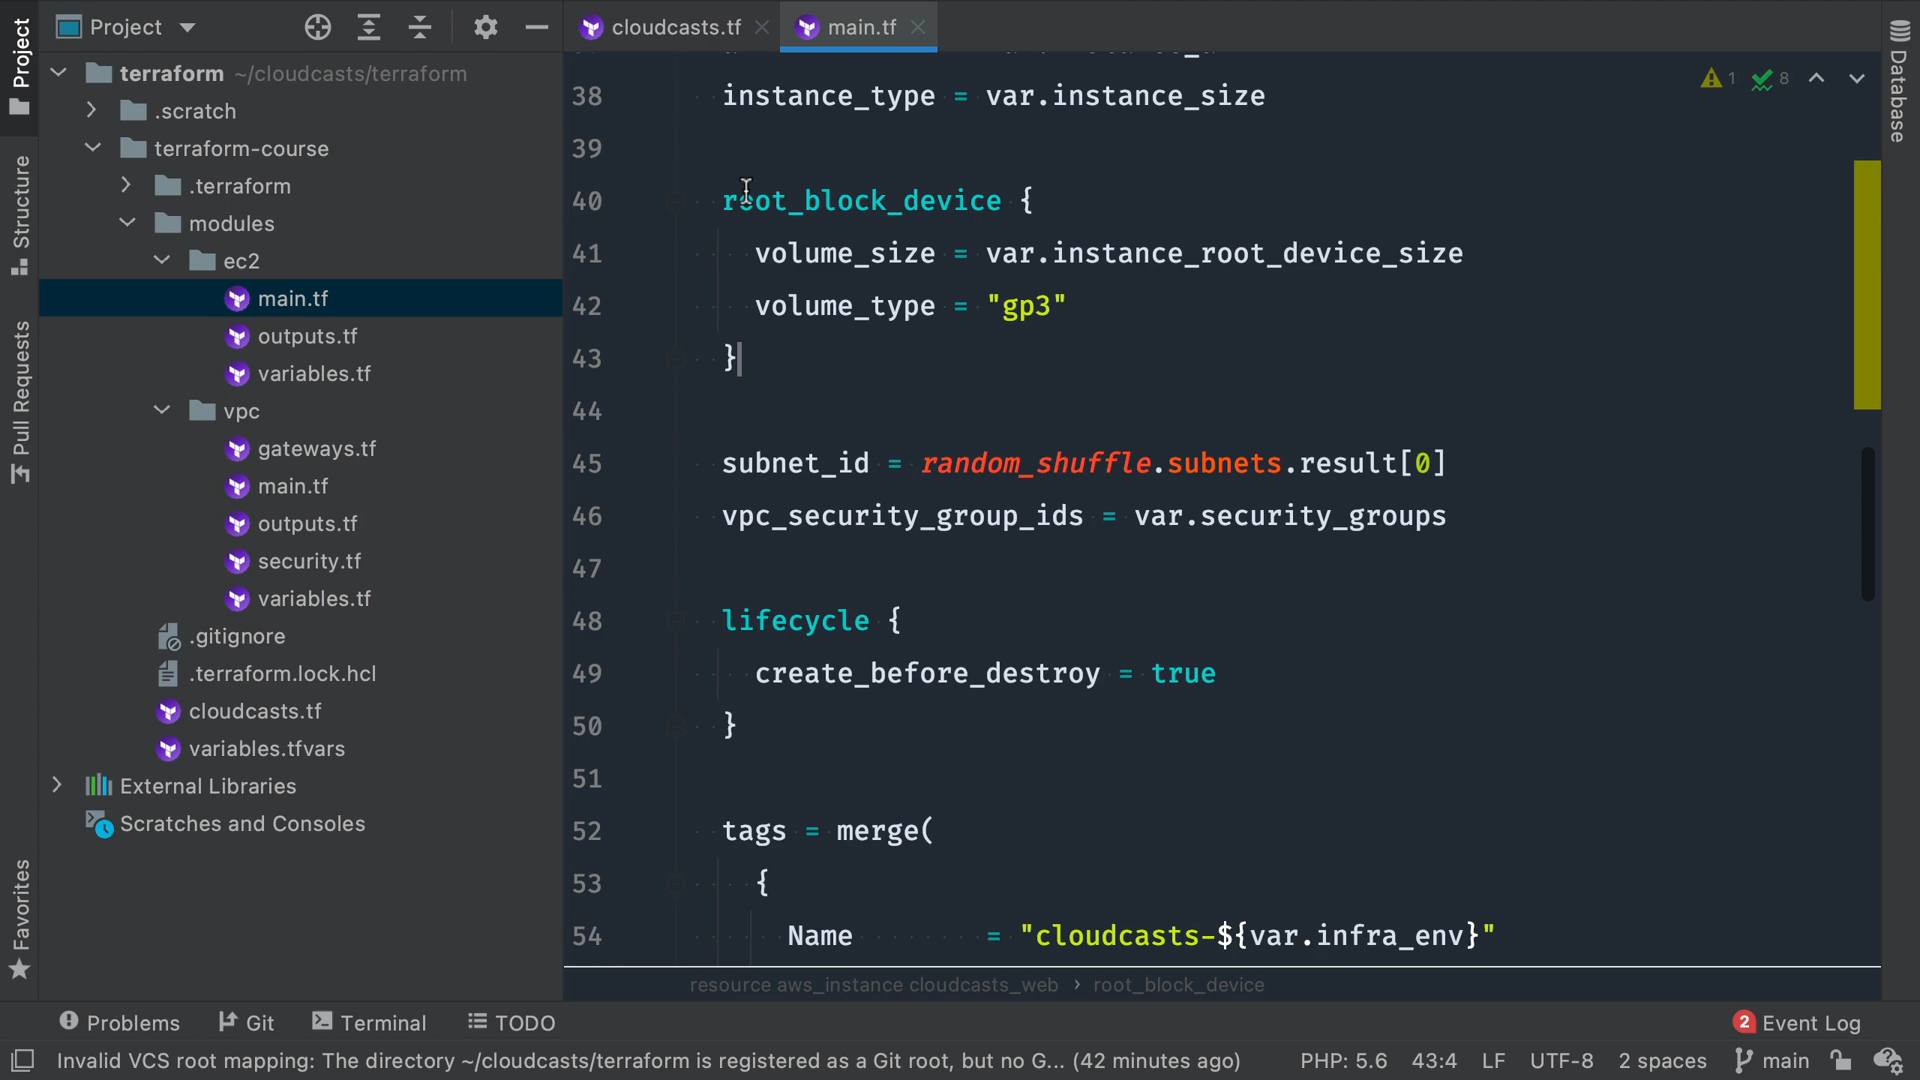 Project
cloudcasts.tf
main.tf
Project
Structure
Pull Requests
Favorites
Database
terraform ~/cloudcasts/terraform
.scratch
terraform-course
.terraform
modules
ec2
main.tf
outputs.tf
variables.tf
vpc
gateways.tf
main.tf
outputs.tf
security.tf
variables.tf
.gitignore
.terraform.lock.hcl
cloudcasts.tf
variables.tfvars
External Libraries
Scratches and Consoles
1 8
38 instance_type = var.instance_size
39
40 root_block_device {
41 volume_size = var.instance_root_device_size
42 volume_type = "gp3"
43 }
44
45 subnet_id = random_shuffle.subnets.result[0]
46 vpc_security_group_ids = var.security_groups
47
48 lifecycle {
49 create_before_destroy = true
50 }
51
52 tags = merge(
53 {
54 Name = "cloudcasts-${var.infra_env}"
resource aws_instance cloudcasts_web › root_block_device
Problems Git Terminal TODO 2 Event Log
Invalid VCS root mapping: The directory ~/cloudcasts/terraform is registered as a Git root, but no G... (42 minutes ago) PHP: 5.6 43:4 LF UTF-8 2 spaces main